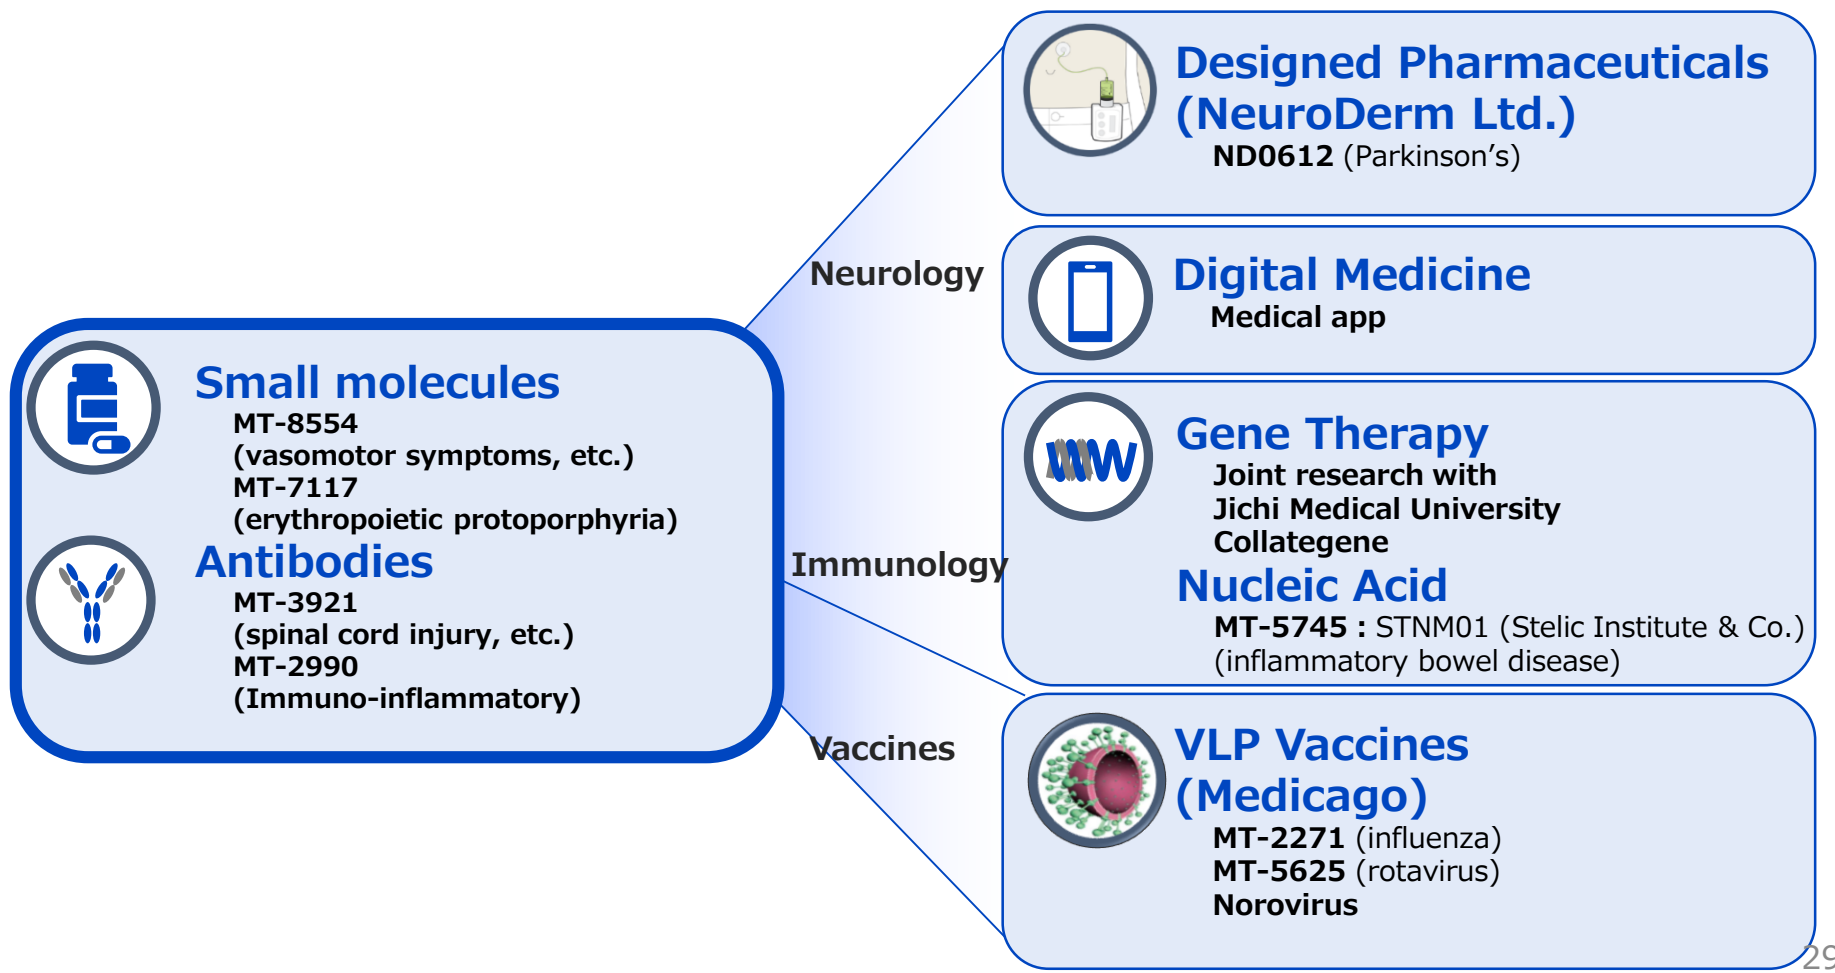 Small molecules
MT-8554
(vasomotor symptoms, etc.)
MT-7117
(erythropoietic protoporphyria)
Antibodies
MT-3921
(spinal cord injury, etc.)
MT-2990
(Immuno-inflammatory)
Neurology
Immunology
Vaccines
Designed Pharmaceuticals
(NeuroDerm Ltd.)
ND0612 (Parkinson’s)
Digital Medicine
Medical app
Gene Therapy
Joint research with
Jichi Medical University
Collategene
Nucleic Acid
MT-5745 : STNM01 (Stelic Institute & Co.)
(inflammatory bowel disease)
VLP Vaccines
(Medicago)
MT-2271 (influenza)
MT-5625 (rotavirus)
Norovirus
29